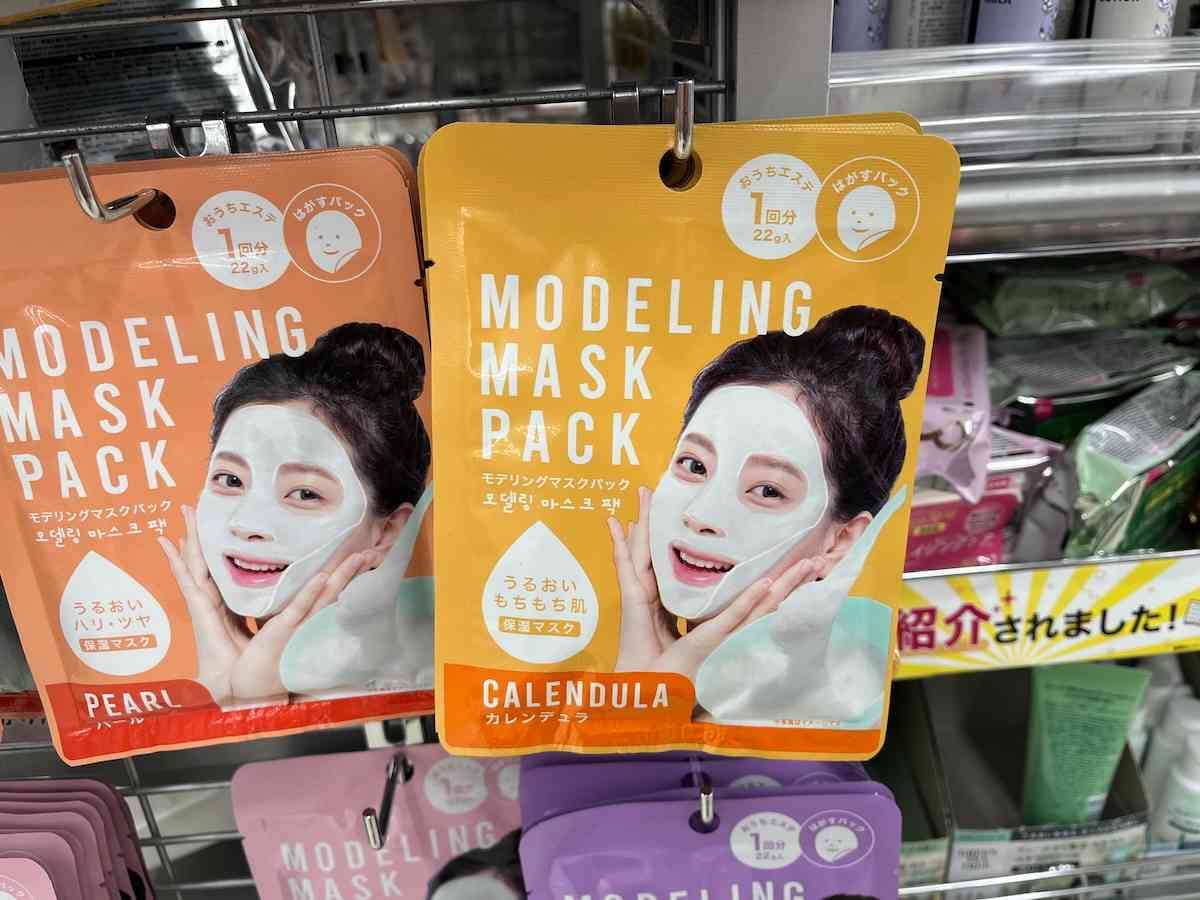 おうちエステ
1回分
22g入
はがすパック
MODELING
MASK
PACK
モデリングマスクパック
모델링 마스크 팩
うるおい
ハリ・ツヤ
保湿マスク
PEARL
パール
おうちエステ
1回分
22g入
はがすパック
MODELING
MASK
PACK
モデリングマスクパック
모델링 마스크 팩
うるおい
もちもち肌
保湿マスク
CALENDULA
カレンデュラ
紹介されました!
MODELING
MASK
おうちエステ
1回分
22g入
はがすパック
MODELING